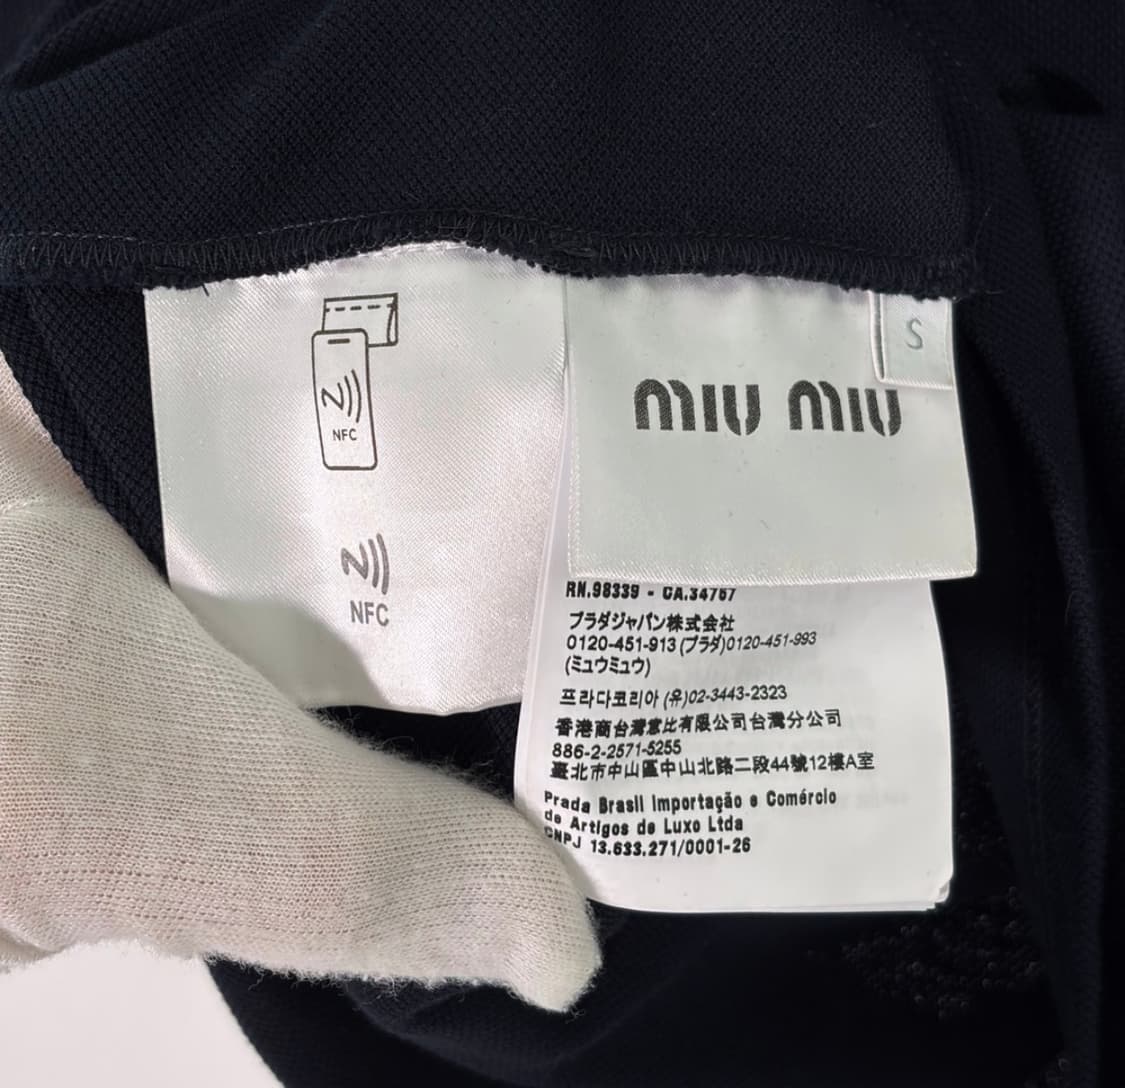 NFC
NFC
S
miu miu
RN.98339 - CA.34767
プラダジャパン株式会社
0120-451-913 (プラダ)0120-451-993
(ミュウミュウ)
프라다코리아 (유)02-3443-2323
香港商台灣意比有限公司台灣分公司
886-2-2571-5255
臺北市中山區中山北路二段44號12樓A室
Prada Brasil Importação e Comércio
de Artigos de Luxo Ltda
CNPJ 13.633.271/0001-26